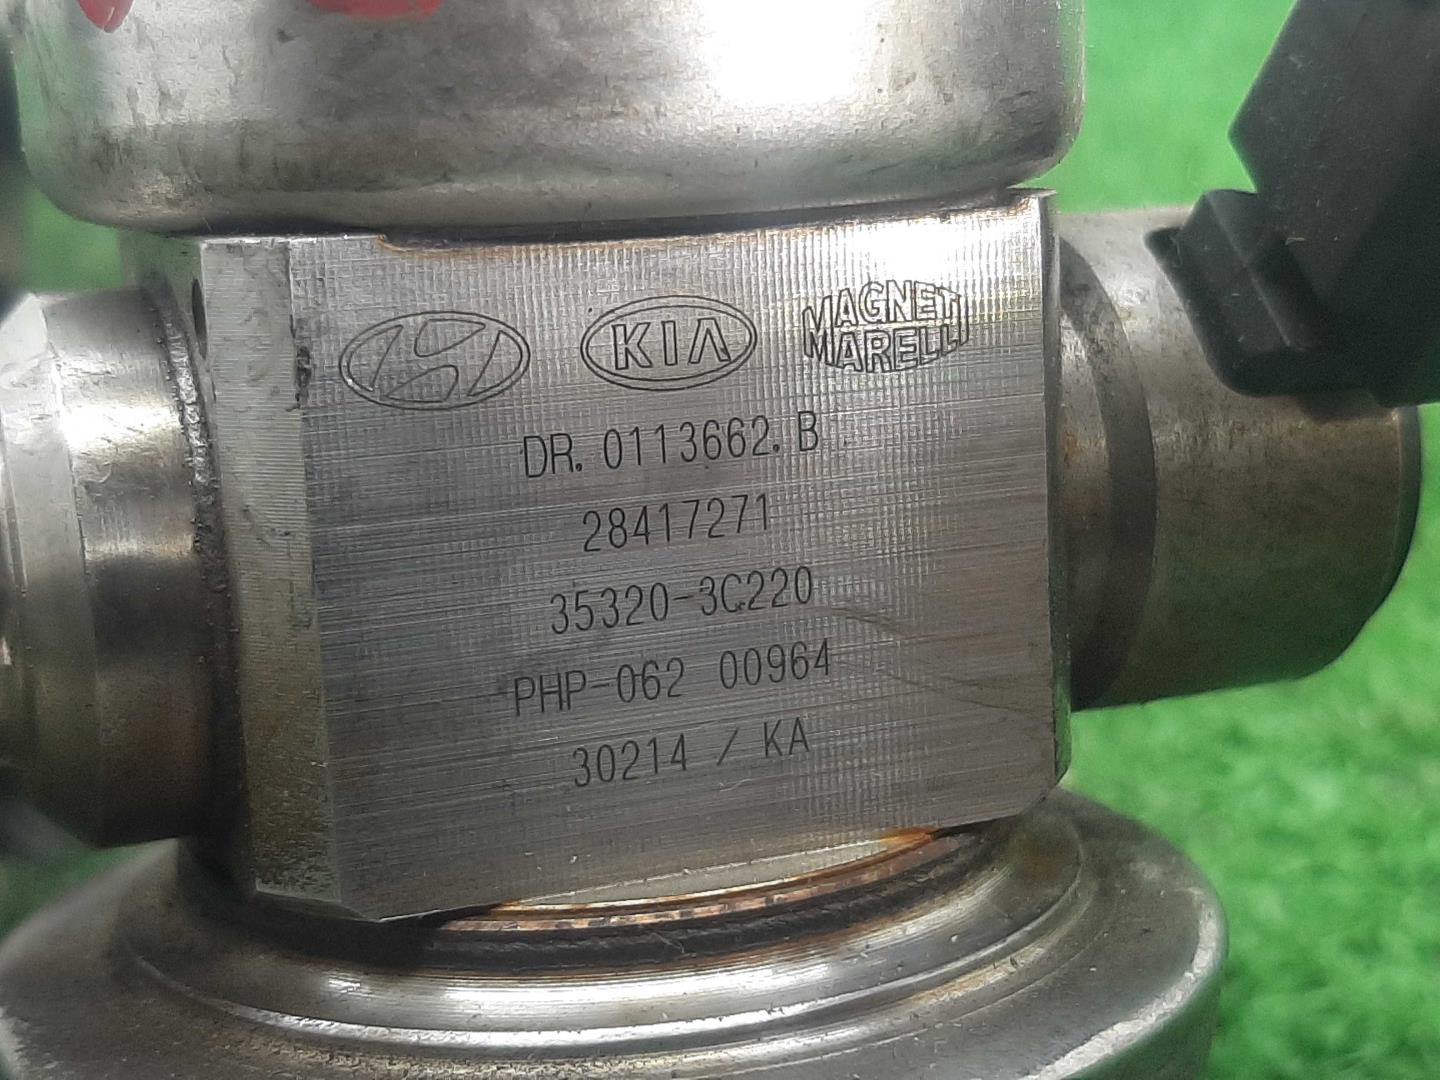 KIA MAGNETI MARELLI
DR. 0113662. B
28417271
35320-3C220
PHP-062 00964
30214 / KA